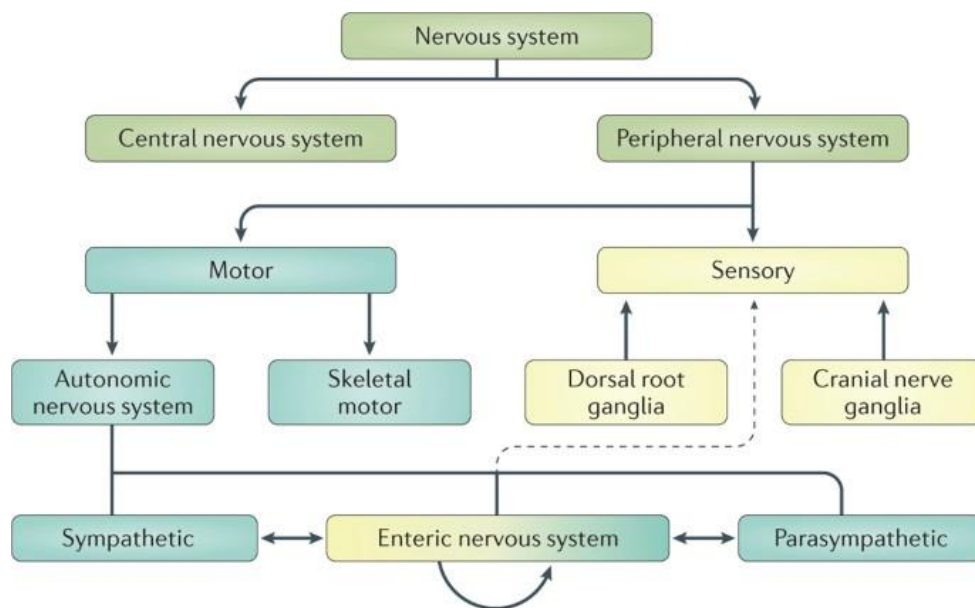 Nervous system
Central nervous system
Peripheral nervous system
Motor
Sensory
Autonomic
nervous system
Skeletal
motor
Dorsal root
ganglia
Cranial nerve
ganglia
Sympathetic
Enteric nervous system
Parasympathetic